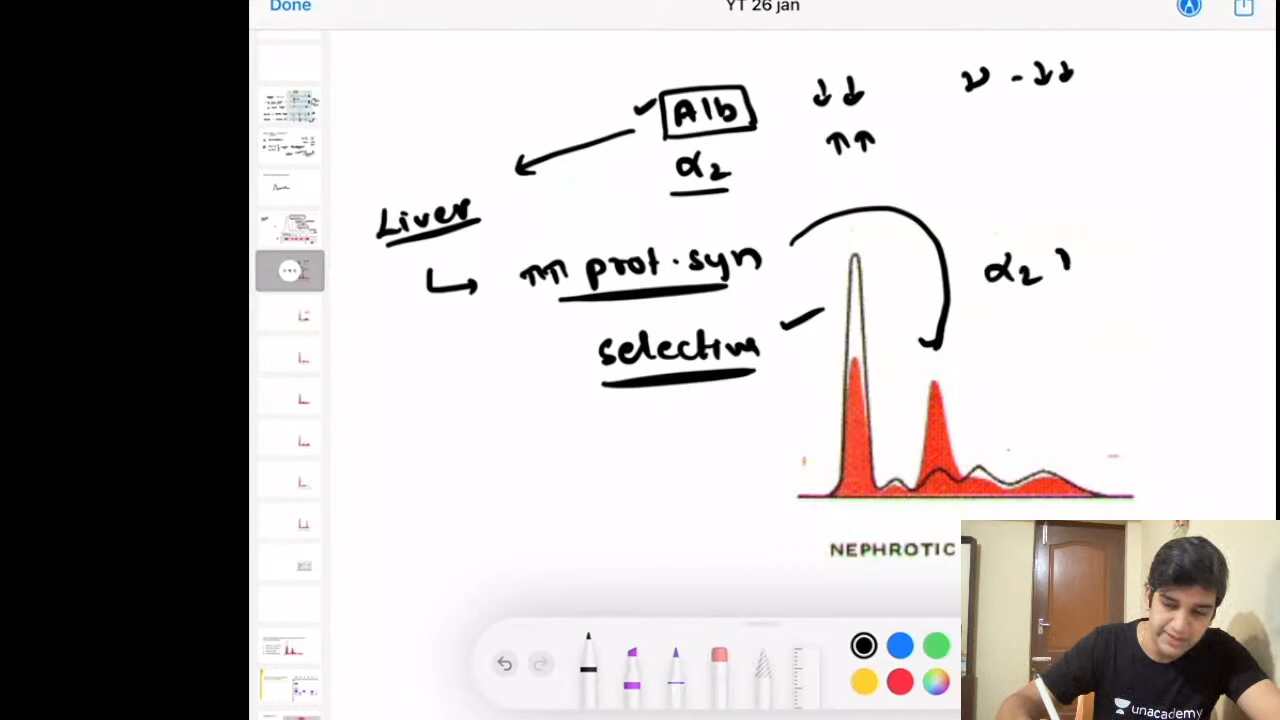 Done YT 26 jan
Alb ↓↓ γ - ↓↓
α2 ↑↑
Liver
↑↑ prot. syn
α2
selective
NEPHROTIC
unacademy